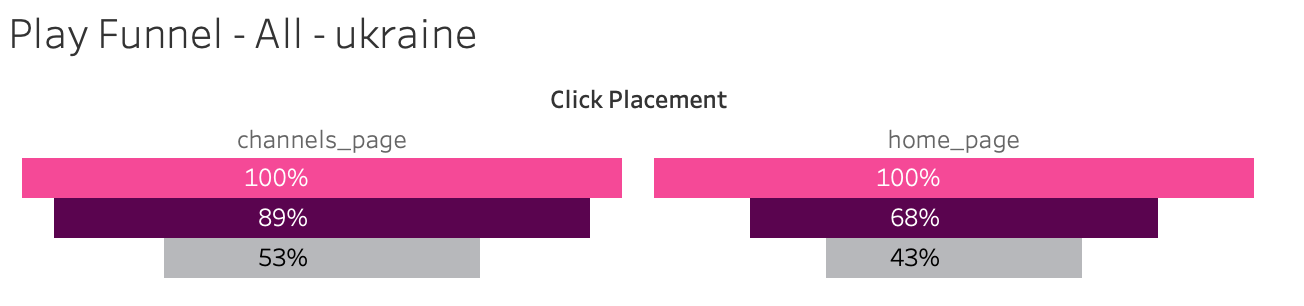 Play Funnel - All - ukraine
Click Placement
channels_page home_page
100% 100%
89% 68%
53% 43%